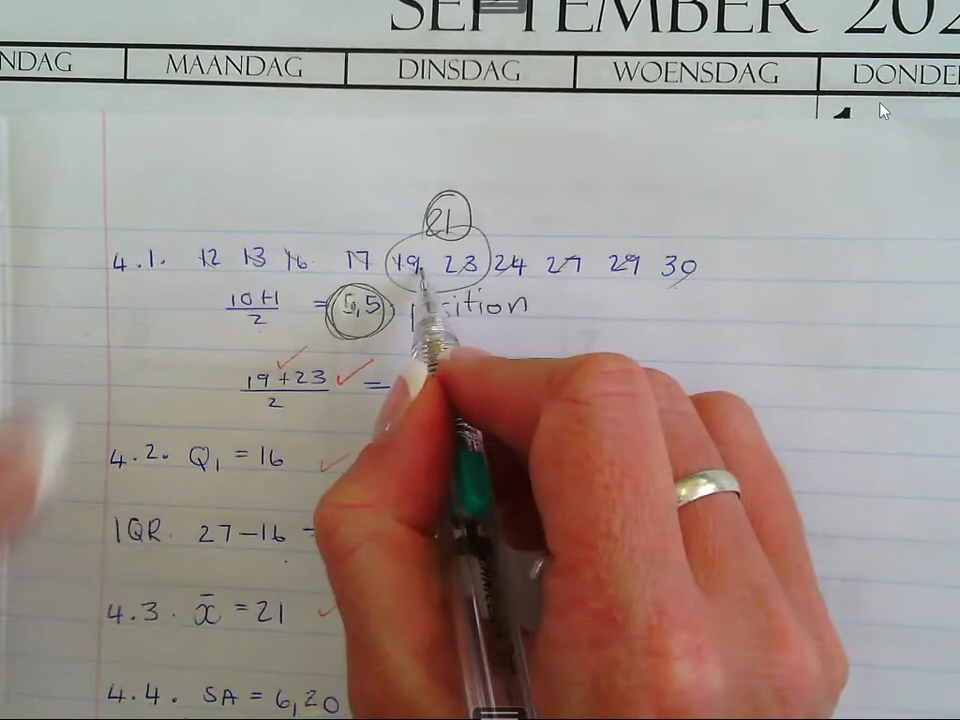 SEPTEMBER 202
NDAG MAANDAG DINSDAG WOENSDAG DONDE
1
21
4.1. 12 13 16 17 19 23 24 27 29 30
10+1
2
= 5,5 position
19+23
2
=
4.2. Q₁ = 16
IQR. 27-16 =
4.3. x̄ = 21
4.4. SA = 6,20